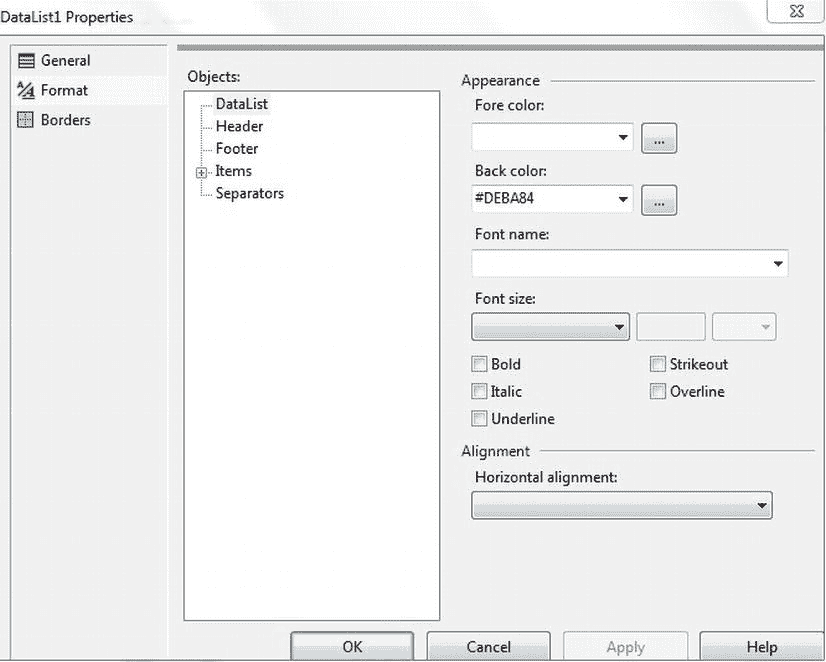 DataList1 Properties
General
Format
Borders
Objects:
DataList
Header
Footer
Items
Separators
Appearance
Fore color:
...
Back color:
#DEBA84
...
Font name:
Font size:
Bold
Strikeout
Italic
Overline
Underline
Alignment
Horizontal alignment:
OK
Cancel
Apply
Help